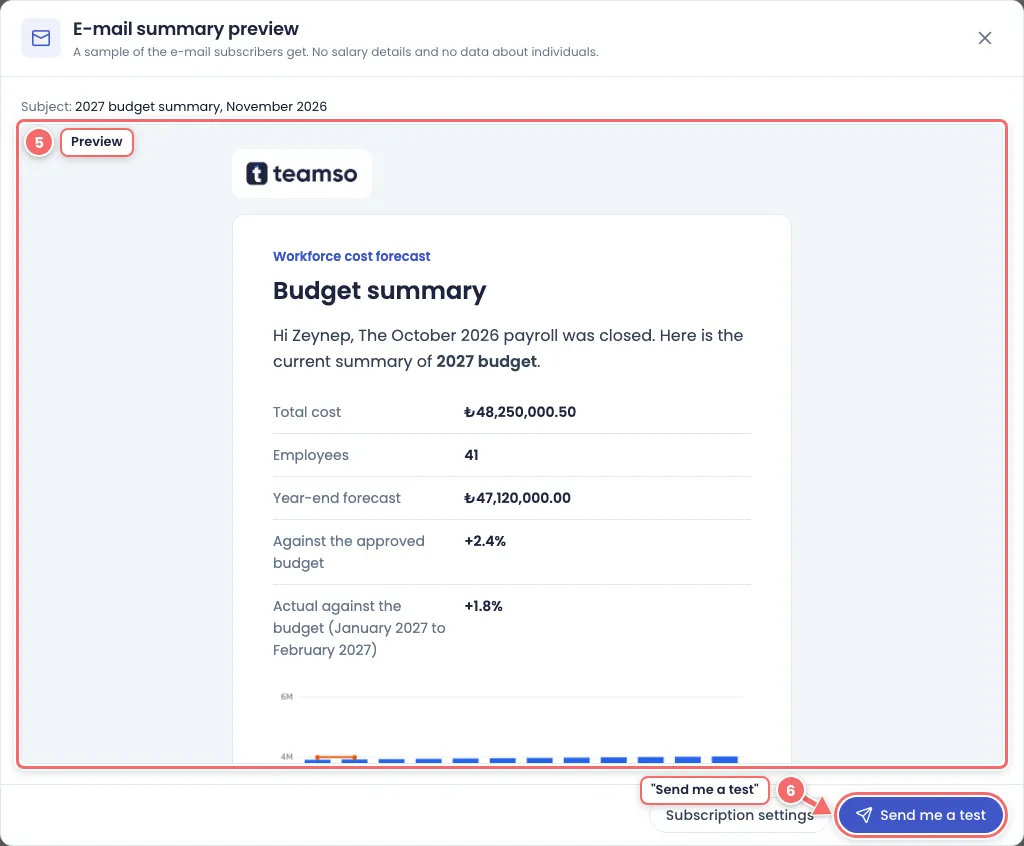 E-mail summary preview
A sample of the e-mail subscribers get. No salary details and no data about individuals.
Subject: 2027 budget summary, November 2026
5 Preview
t teamso
Workforce cost forecast
Budget summary
Hi Zeynep, The October 2026 payroll was closed. Here is the
current summary of 2027 budget.
Total cost ₺48,250,000.50
Employees 41
Year-end forecast ₺47,120,000.00
Against the approved +2.4%
budget
Actual against the +1.8%
budget (January 2027 to
February 2027)
6M
4M
"Send me a test" 6
Subscription settings
Send me a test